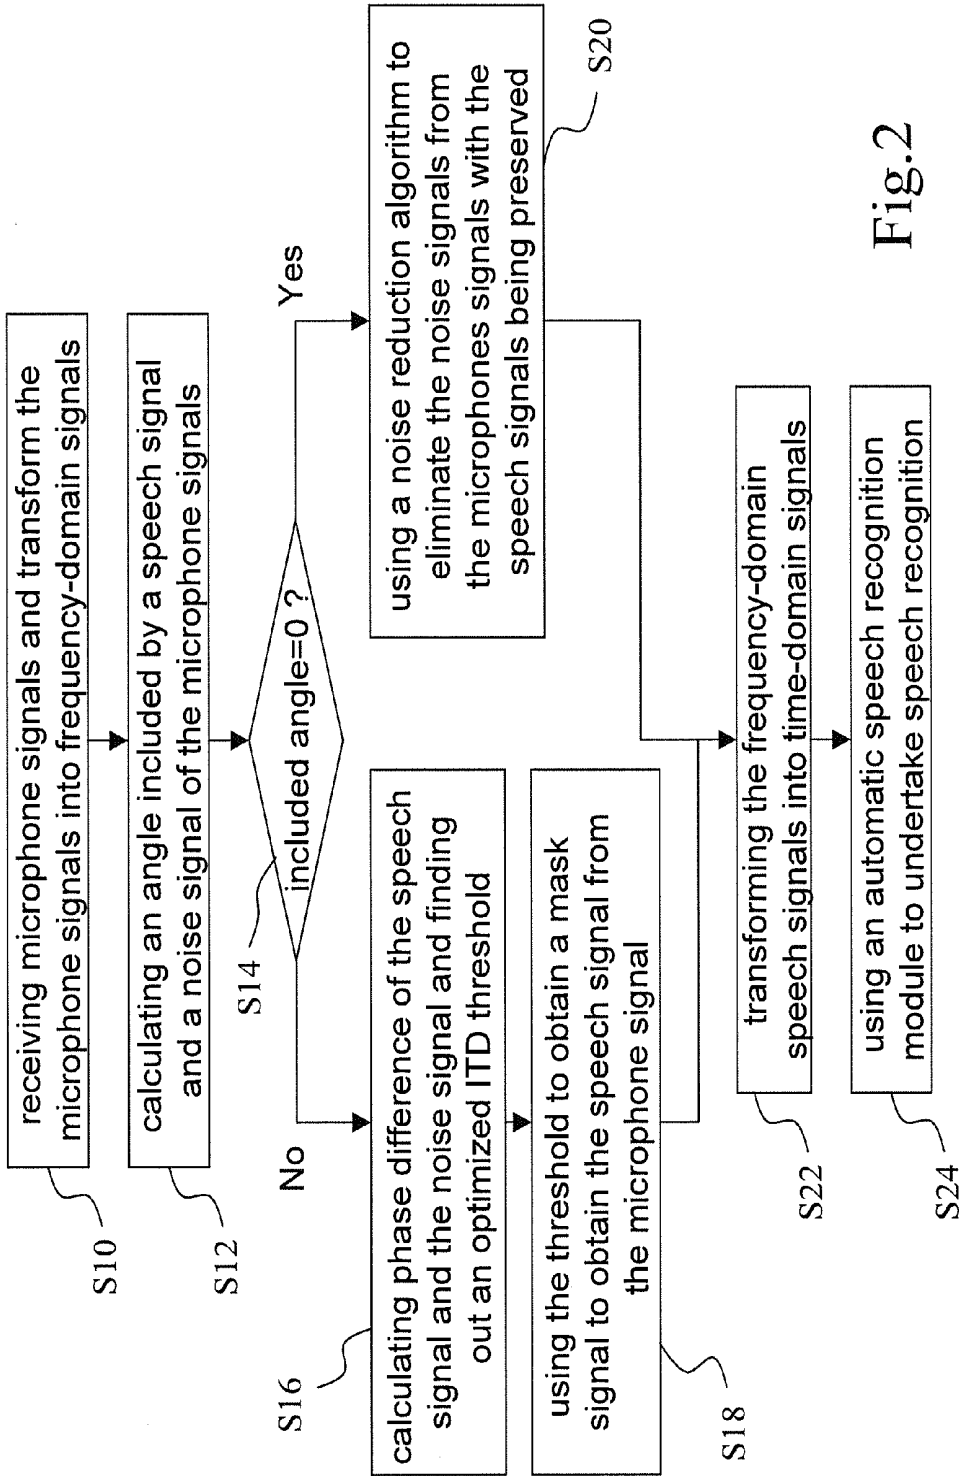 receiving microphone signals and transform the
microphone signals into frequency-domain signals
S10
calculating an angle included by a speech signal
and a noise signal of the microphone signals
S12
S14
included angle=0 ?
No
Yes
calculating phase difference of the speech
signal and the noise signal and finding
out an optimized ITD threshold
S16
using the threshold to obtain a mask
signal to obtain the speech signal from
the microphone signal
S18
using a noise reduction algorithm to
eliminate the noise signals from
the microphones signals with the
speech signals being preserved
S20
transforming the frequency-domain
speech signals into time-domain signals
S22
using an automatic speech recognition
module to undertake speech recognition
S24
Fig.2